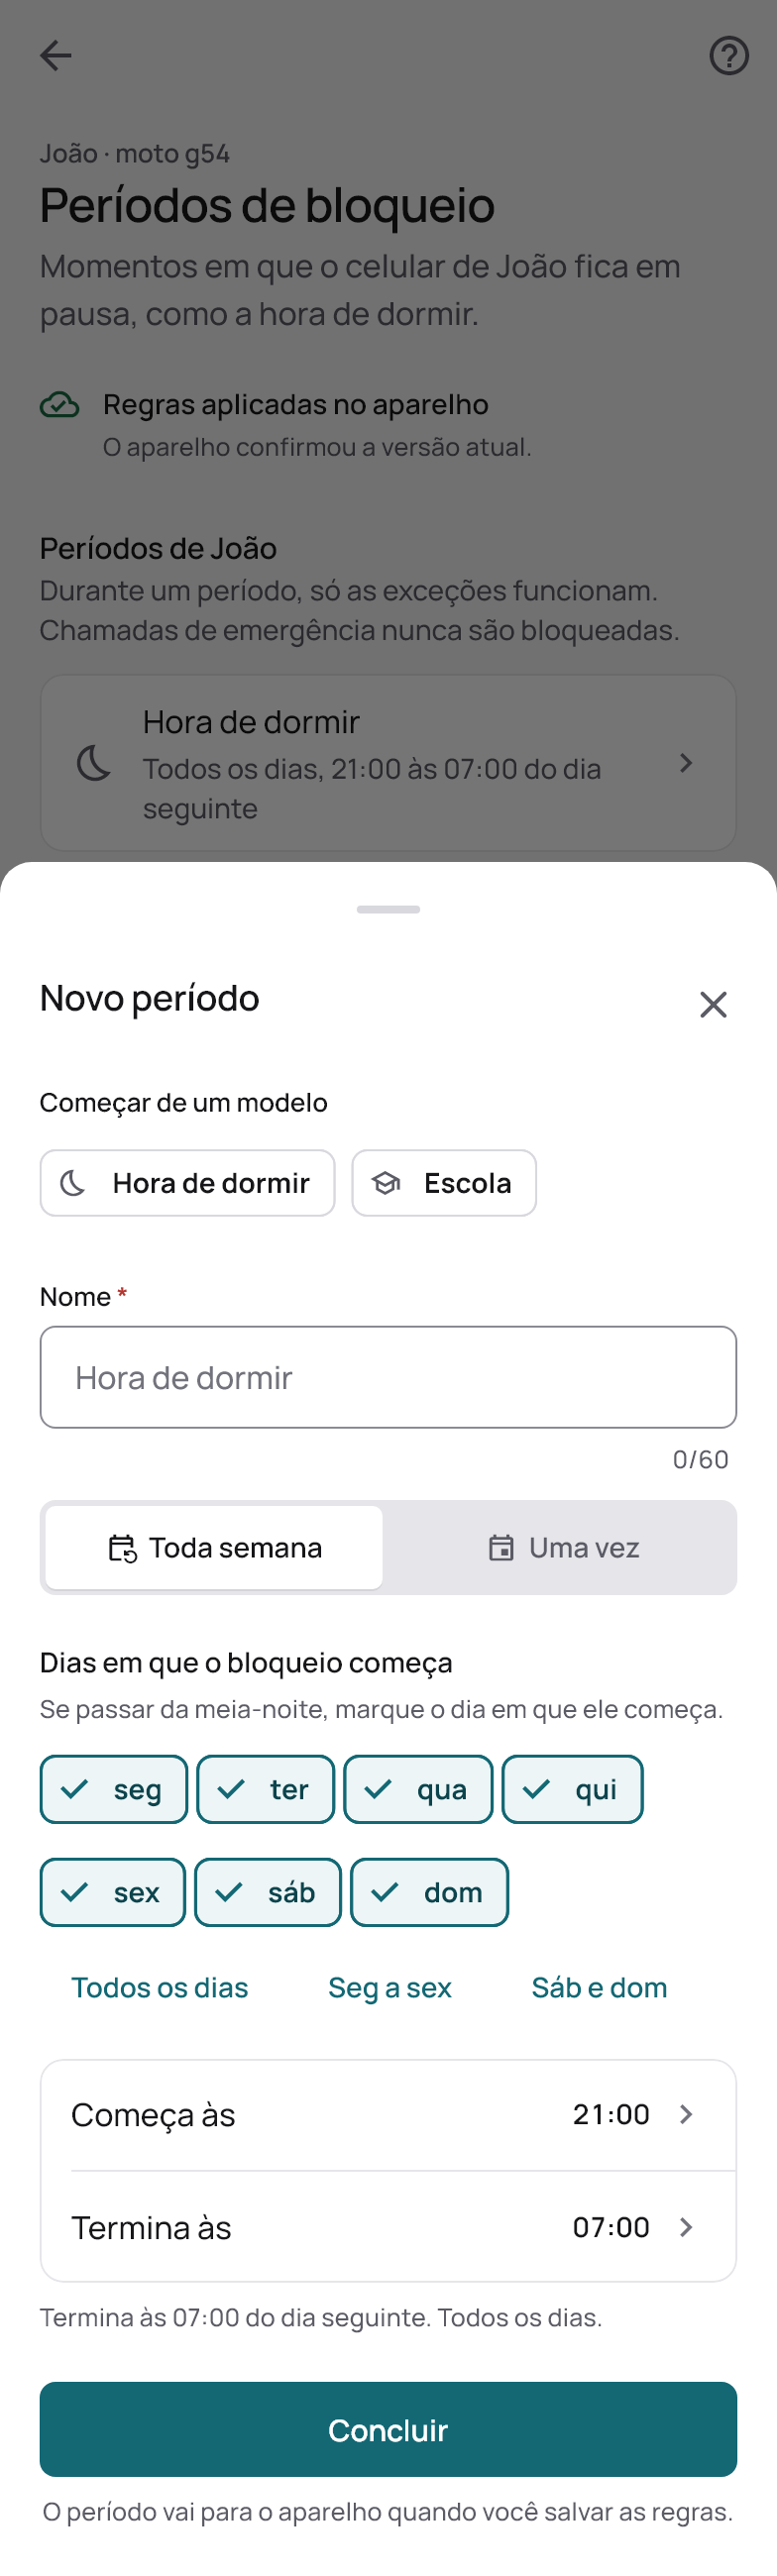 João · moto g54
Períodos de bloqueio
Momentos em que o celular de João fica em
pausa, como a hora de dormir.
Regras aplicadas no aparelho
O aparelho confirmou a versão atual.
Períodos de João
Durante um período, só as exceções funcionam.
Chamadas de emergência nunca são bloqueadas.
Hora de dormir
Todos os dias, 21:00 às 07:00 do dia
seguinte
Novo período
Começar de um modelo
Hora de dormir
Escola
Nome *
Hora de dormir
0/60
Toda semana
Uma vez
Dias em que o bloqueio começa
Se passar da meia-noite, marque o dia em que ele começa.
seg
ter
qua
qui
sex
sáb
dom
Todos os dias
Seg a sex
Sáb e dom
Começa às
21:00
Termina às
07:00
Termina às 07:00 do dia seguinte. Todos os dias.
Concluir
O período vai para o aparelho quando você salvar as regras.